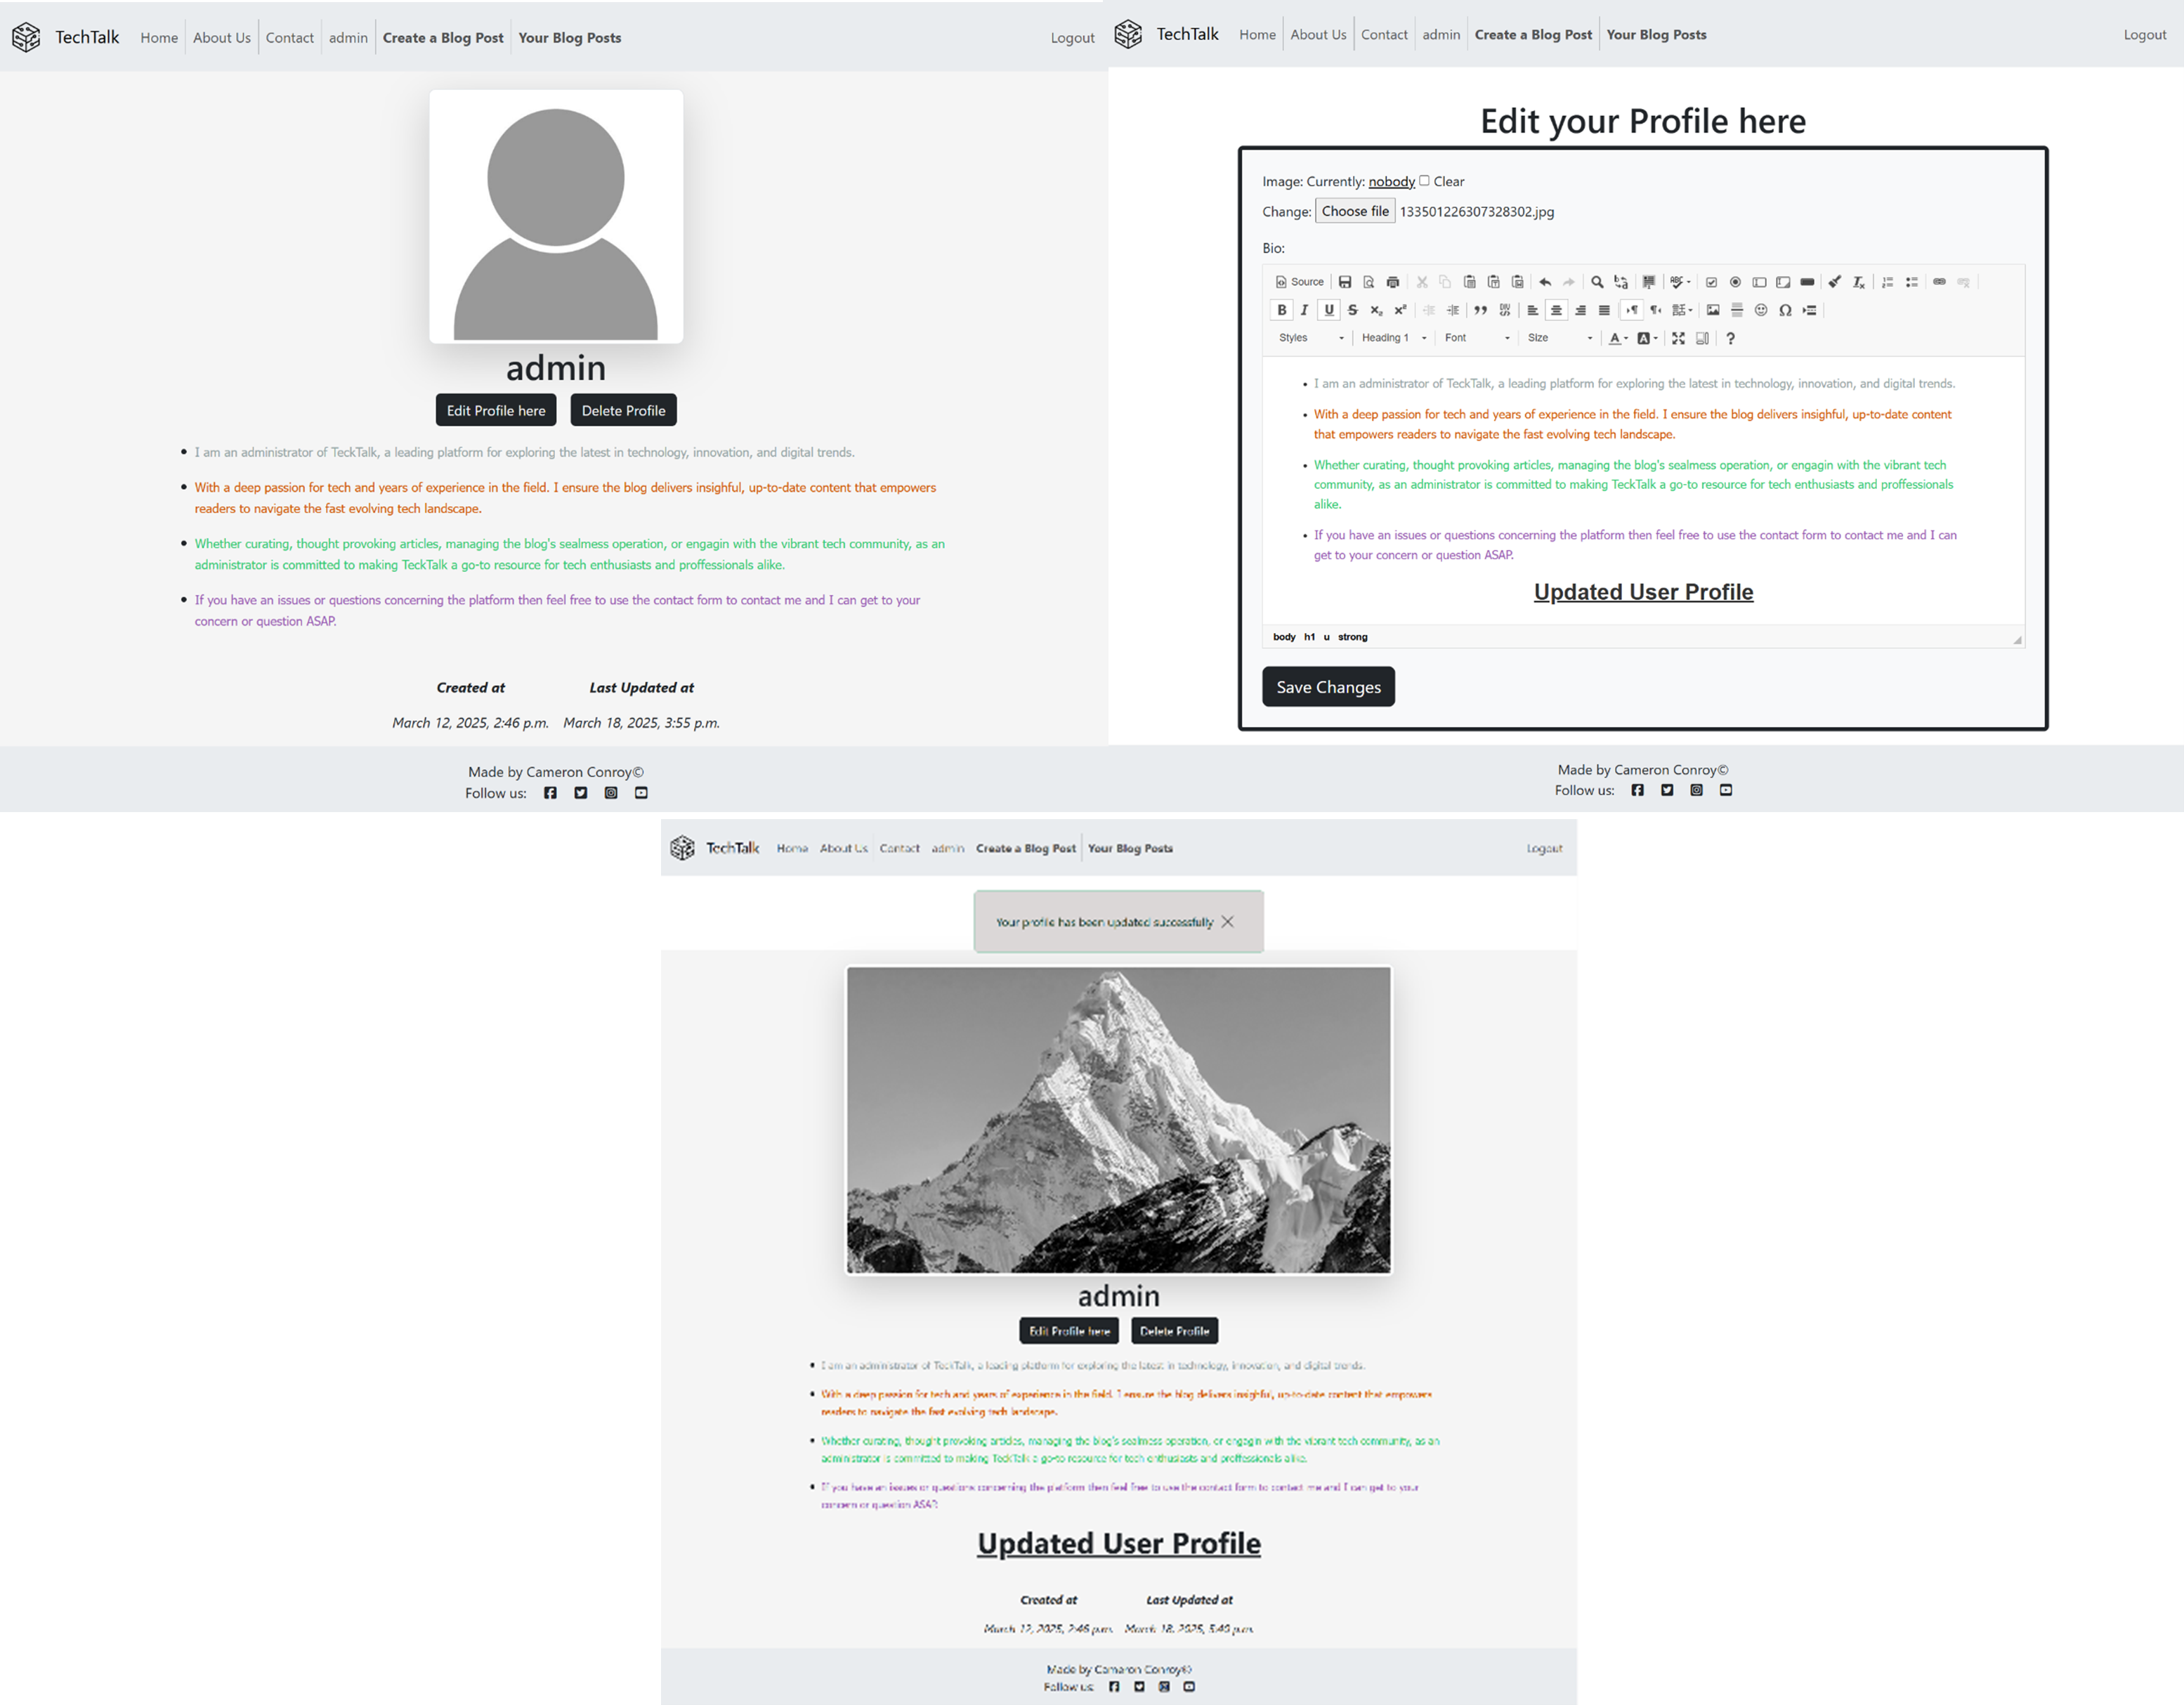 TechTalk Home About Us Contact admin Create a Blog Post Your Blog Posts Logout
admin
Edit Profile here Delete Profile
I am an administrator of TeckTalk, a leading platform for exploring the latest in technology, innovation, and digital trends.
With a deep passion for tech and years of experience in the field. I ensure the blog delivers insighful, up-to-date content that empowers
readers to navigate the fast evolving tech landscape.
Whether curating, thought provoking articles, managing the blog's sealmess operation, or engagin with the vibrant tech community, as an
administrator is committed to making TeckTalk a go-to resource for tech enthusiasts and proffessionals alike.
If you have an issues or questions concerning the platform then feel free to use the contact form to contact me and I can get to your
concern or question ASAP.
Created at Last Updated at
March 12, 2025, 2:46 p.m. March 18, 2025, 3:55 p.m.
Made by Cameron Conroy©
Follow us:
TechTalk Home About Us Contact admin Create a Blog Post Your Blog Posts Logout
Edit your Profile here
Image: Currently: nobody Clear
Change: Choose file 133501226307328302.jpg
Bio:
Source
Styles Heading 1 Font Size
I am an administrator of TeckTalk, a leading platform for exploring the latest in technology, innovation, and digital trends.
With a deep passion for tech and years of experience in the field. I ensure the blog delivers insighful, up-to-date content
that empowers readers to navigate the fast evolving tech landscape.
Whether curating, thought provoking articles, managing the blog's sealmess operation, or engagin with the vibrant tech
community, as an administrator is committed to making TeckTalk a go-to resource for tech enthusiasts and proffessionals
alike.
If you have an issues or questions concerning the platform then feel free to use the contact form to contact me and I can
get to your concern or question ASAP.
Updated User Profile
body h1 u strong
Save Changes
Made by Cameron Conroy©
Follow us:
TechTalk Home About Us Contact admin Create a Blog Post Your Blog Posts Logout
Your profile has been updated successfully
admin
Edit Profile here Delete Profile
I am an administrator of TeckTalk, a leading platform for exploring the latest in technology, innovation, and digital trends.
With a deep passion for tech and years of experience in the field. I ensure the blog delivers insighful, up-to-date content that empowers
readers to navigate the fast evolving tech landscape.
Whether curating, thought provoking articles, managing the blog's sealmess operation, or engagin with the vibrant tech community, as an
administrator is committed to making TeckTalk a go-to resource for tech enthusiasts and proffessionals alike.
If you have an issues or questions concerning the platform then feel free to use the contact form to contact me and I can get to your
concern or question ASAP.
Updated User Profile
Created at Last Updated at
March 12, 2025, 2:46 p.m. March 18, 2025, p.m.
Made by Cameron Conroy©
Follow us: